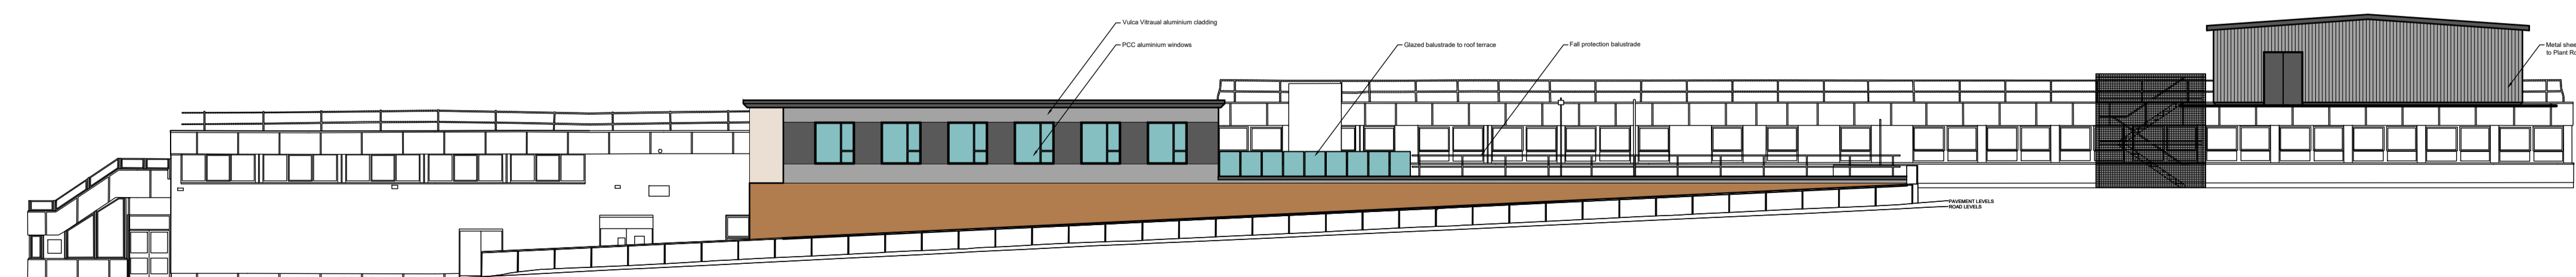 Vulca Vitraual aluminium cladding
PCC aluminium windows
Glazed balustrade to roof terrace
Fall protection balustrade
Metal shee
to Plant Ro
PAVEMENT LEVELS
ROAD LEVELS